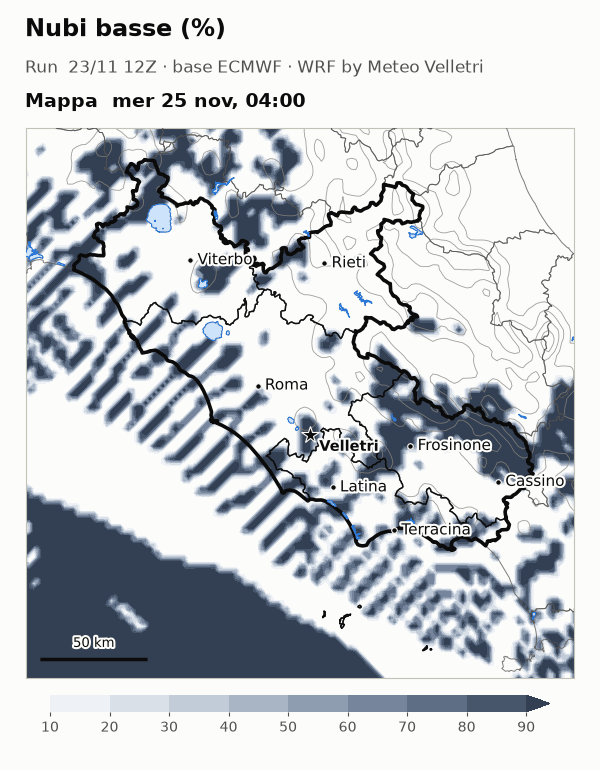 Nubi basse (%)
Run 23/11 12Z · base ECMWF · WRF by Meteo Velletri
Mappa mer 25 nov, 04:00
Viterbo
Rieti
Roma
Velletri
Frosinone
Latina
Cassino
Terracina
50 km
10 20 30 40 50 60 70 80 90